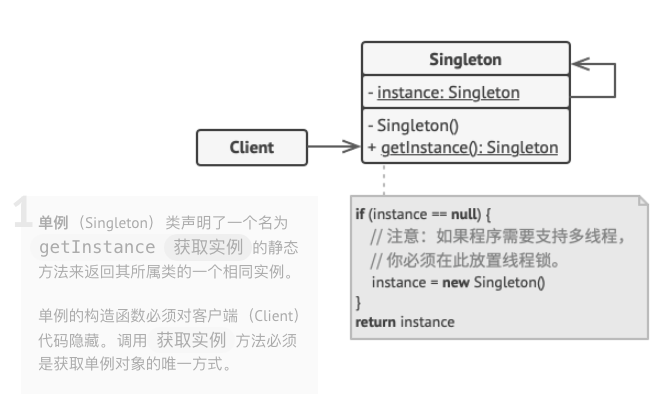 Singleton
- instance: Singleton
- Singleton()
+ getInstance(): Singleton
Client
1
单例（Singleton） 类声明了一个名为
getInstance 获取实例 的静态
方法来返回其所属类的一个相同实例。
单例的构造函数必须对客户端 （Client）
代码隐藏。调用 获取实例 方法必须
是获取单例对象的唯一方式。
if (instance == null) {
// 注意：如果程序需要支持多线程，
// 你必须在此放置线程锁。
instance = new Singleton()
}
return instance